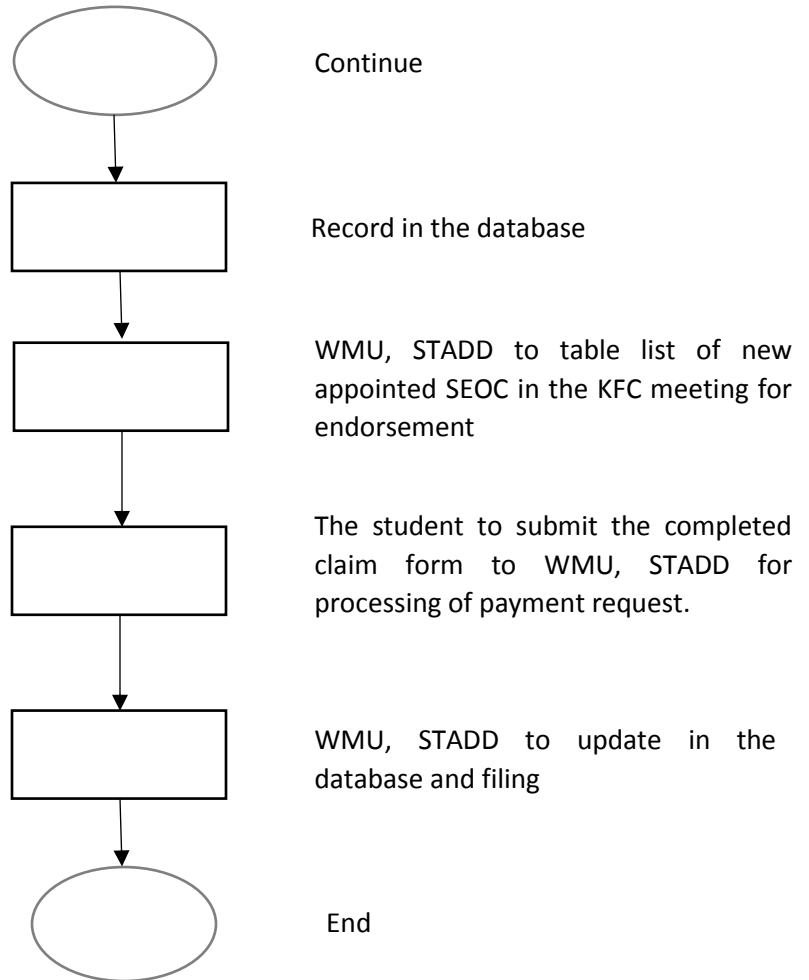 Continue
Record in the database
WMU, STADD to table list of new
appointed SEOC in the KFC meeting for
endorsement
The student to submit the completed
claim form to WMU, STADD for
processing of payment request.
WMU, STADD to update in the
database and filing
End